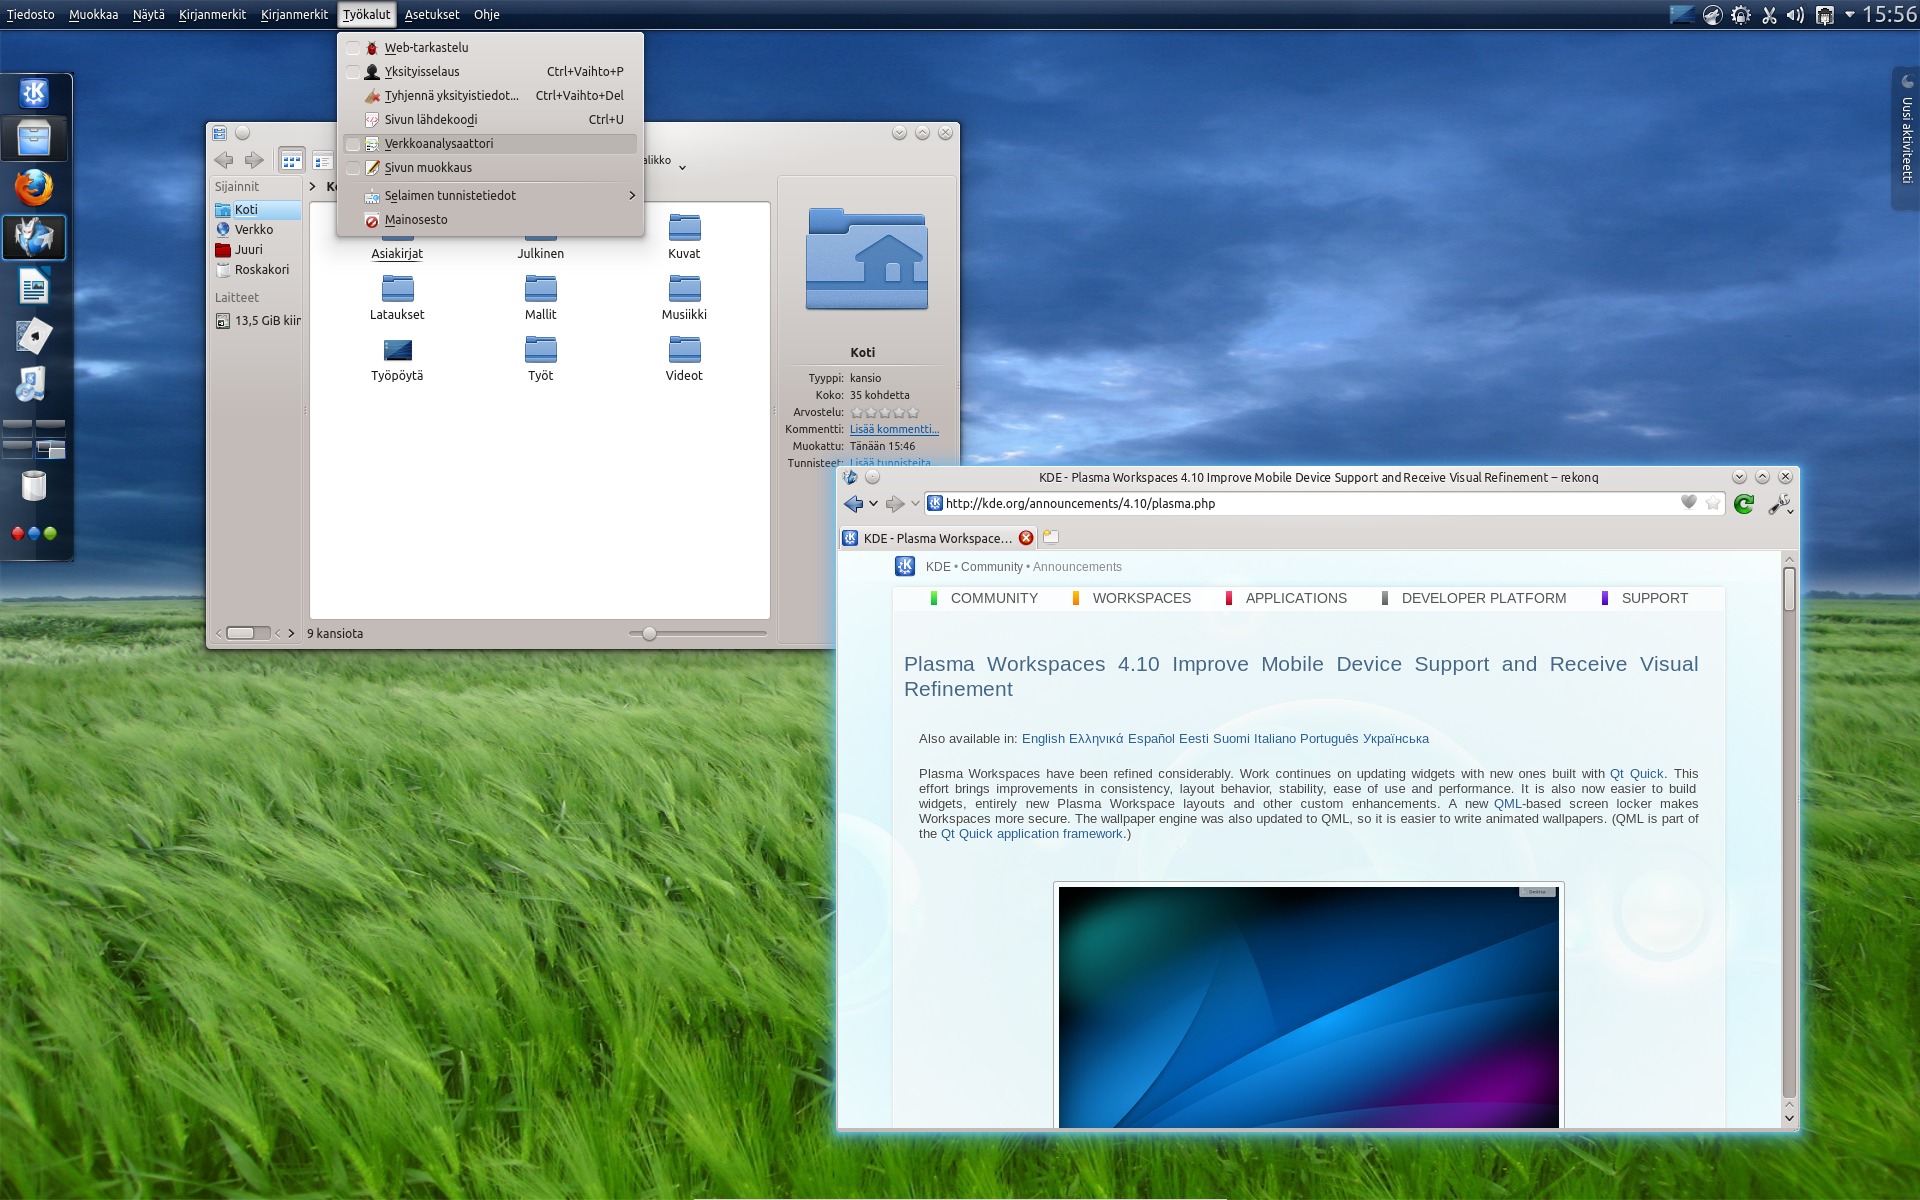 Tiedosto Muokkaa Näytä Kirjanmerkit Kirjanmerkit Työkalut Asetukset Ohje
15:56
Web-tarkastelu
Yksityisselaus Ctrl+Vaihto+P
Tyhjennä yksityistiedot... Ctrl+Vaihto+Del
Sivun lähdekoodi Ctrl+U
Verkkoanalysaattori
Sivun muokkaus
Selaimen tunnistetiedot
Mainosesto
Uusi aktiviteetti
Sijainnit
Koti
Verkko
Juuri
Roskakori
Laitteet
13,5 GiB kiin
Asiakirjat Julkinen Kuvat
Lataukset Mallit Musiikki
Työpöytä Työt Videot
9 kansiota
Koti
Tyyppi: kansio
Koko: 35 kohdetta
Arvostelu:
Kommentti: Lisää kommentti...
Muokattu: Tänään 15:46
Tunnisteet: Lisää tunnisteita
KDE - Plasma Workspaces 4.10 Improve Mobile Device Support and Receive Visual Refinement – rekonq
http://kde.org/announcements/4.10/plasma.php
KDE - Plasma Workspace...
KDE • Community • Announcements
COMMUNITY WORKSPACES APPLICATIONS DEVELOPER PLATFORM SUPPORT
Plasma Workspaces 4.10 Improve Mobile Device Support and Receive Visual
Refinement
Also available in: English Ελληνικά Español Eesti Suomi Italiano Português Українська
Plasma Workspaces have been refined considerably. Work continues on updating widgets with new ones built with Qt Quick. This
effort brings improvements in consistency, layout behavior, stability, ease of use and performance. It is also now easier to build
widgets, entirely new Plasma Workspace layouts and other custom enhancements. A new QML-based screen locker makes
Workspaces more secure. The wallpaper engine was also updated to QML, so it is easier to write animated wallpapers. (QML is part of
the Qt Quick application framework.)